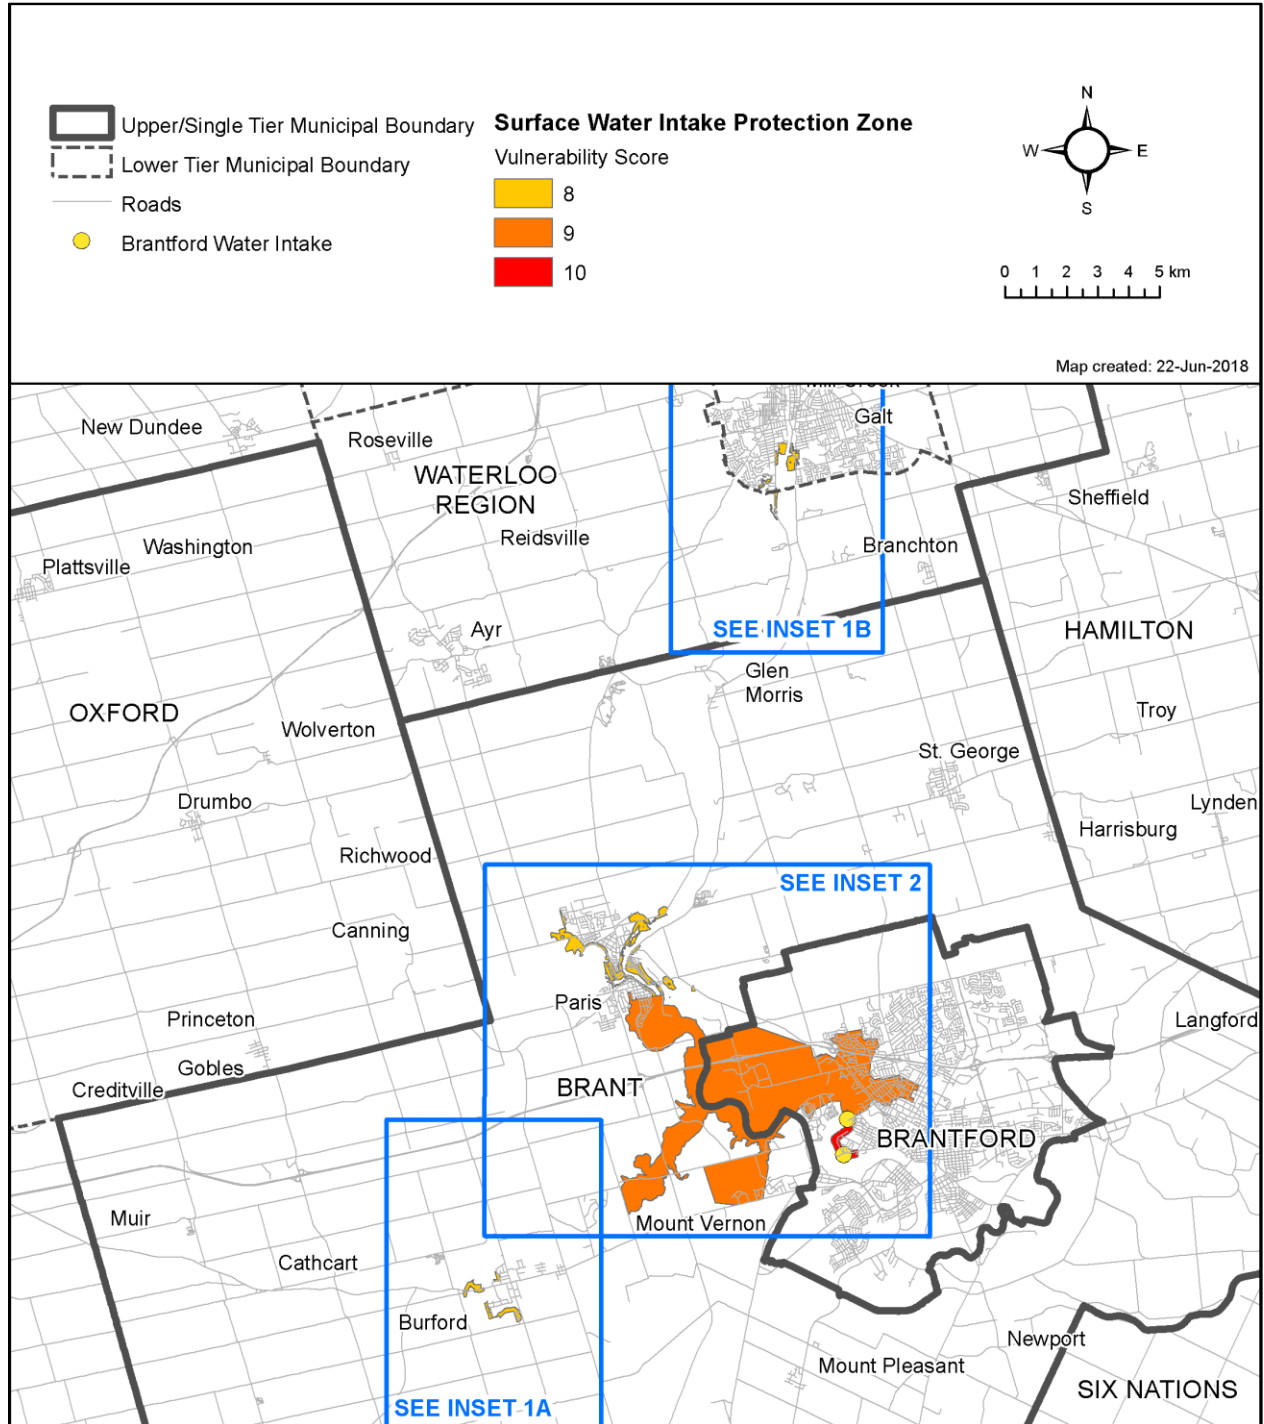 Upper/Single Tier Municipal Boundary
Lower Tier Municipal Boundary
Roads
Brantford Water Intake
Surface Water Intake Protection Zone
Vulnerability Score
8
9
10
N
W
E
S
0 1 2 3 4 5 km
Map created: 22-Jun-2018
Mill Creek
New Dundee
Roseville
Galt
WATERLOO
REGION
Sheffield
Washington
Reidsville
Branchton
Plattsville
Ayr
SEE INSET 1B
HAMILTON
Glen
Morris
OXFORD
Wolverton
Troy
St. George
Drumbo
Lynden
Harrisburg
Richwood
SEE INSET 2
Canning
Paris
Princeton
Langford
Gobles
Creditville
BRANT
BRANTFORD
Muir
Mount Vernon
Cathcart
Burford
Newport
Mount Pleasant
SIX NATIONS
SEE INSET 1A